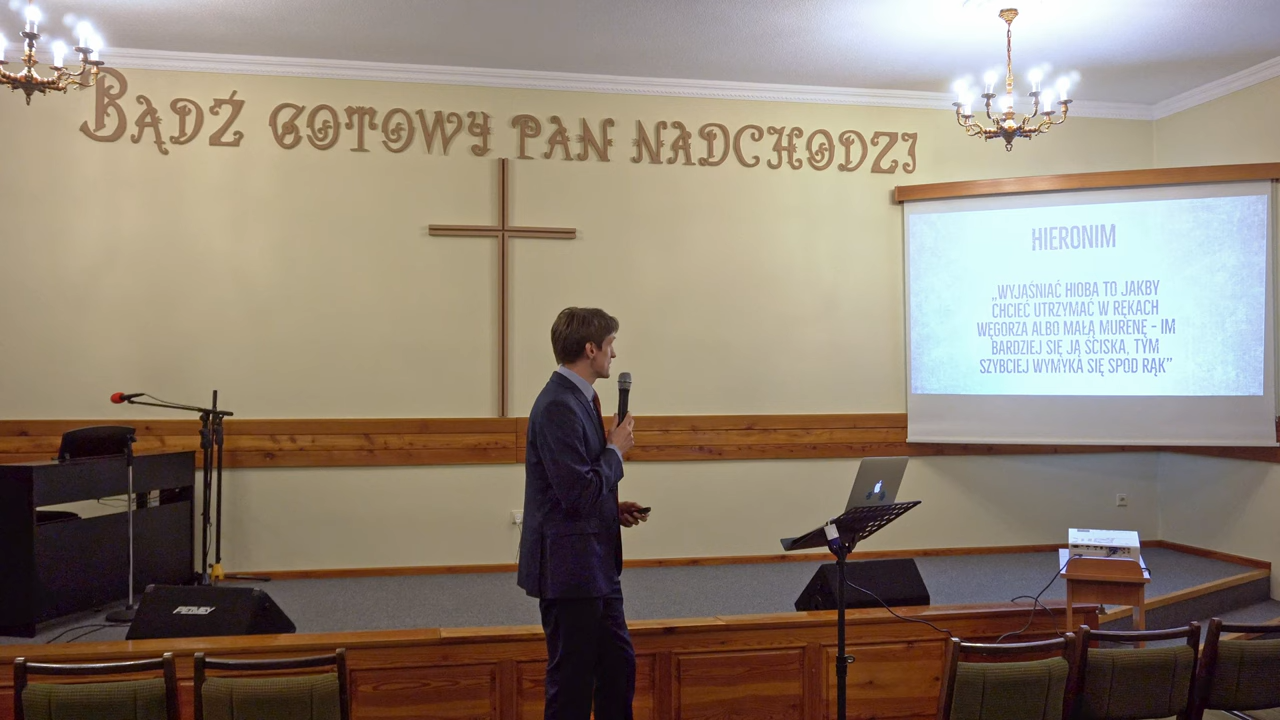 BĄDŹ GOTOWY PAN NADCHODZI
HIERONIM
„WYJAŚNIAĆ HIOBA TO JAKBY
CHCIEĆ UTRZYMAĆ W RĘKACH
WĘGORZA ALBO MAŁĄ MURENĘ - IM
BARDZIEJ SIĘ JĄ ŚCISKA, TYM
SZYBCIEJ WYMYKA SIĘ SPOD RĄK”
PEAVEY